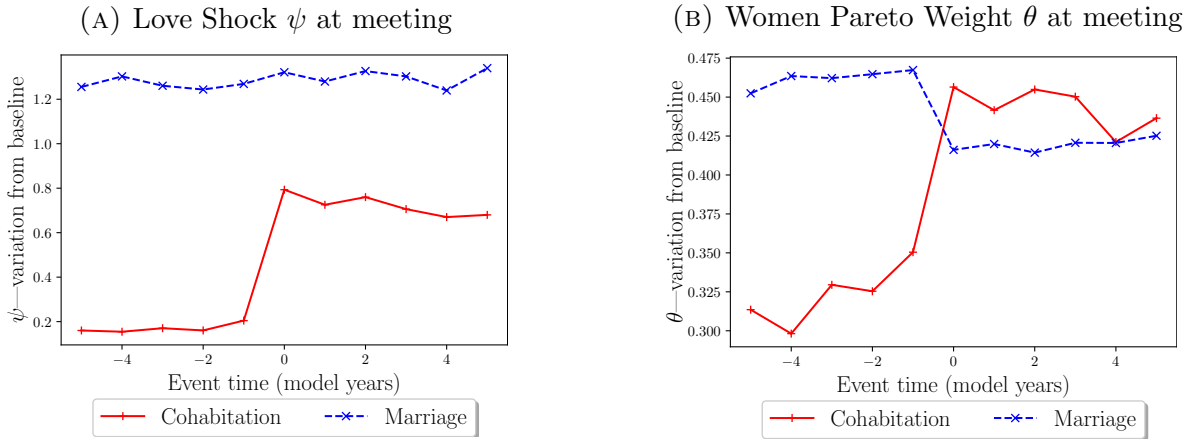 (A) Love Shock ψ at meeting
ψ—variation from baseline
1.2
1.0
0.8
0.6
0.4
0.2
−4
−2
0
2
4
Event time (model years)
Cohabitation
Marriage
(B) Women Pareto Weight θ at meeting
θ—variation from baseline
0.475
0.450
0.425
0.400
0.375
0.350
0.325
0.300
−4
−2
0
2
4
Event time (model years)
Cohabitation
Marriage